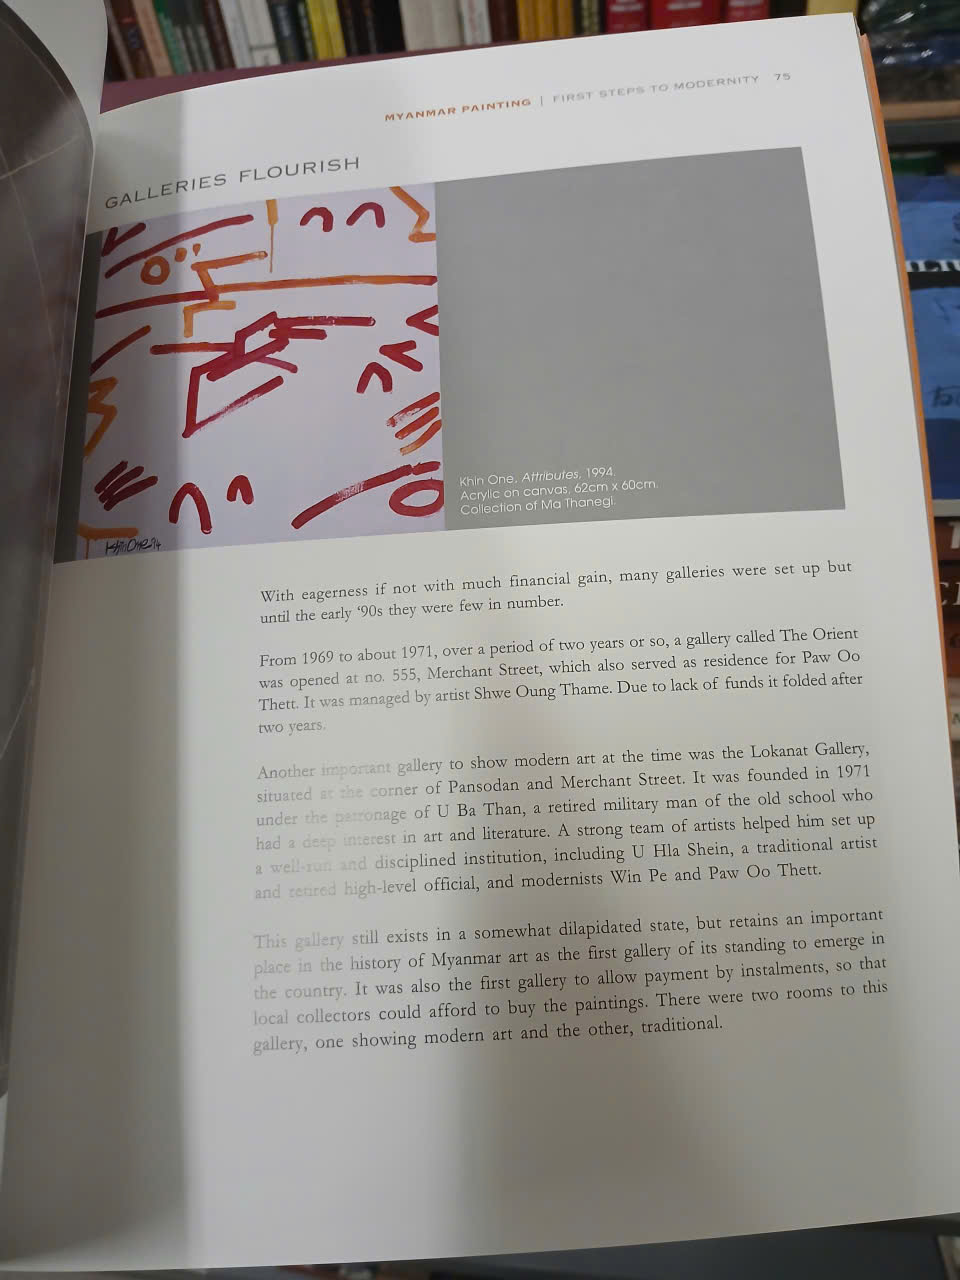 MYANMAR PAINTING | FIRST STEPS TO MODERNITY 75
GALLERIES FLOURISH
Khin One 94
Khin One, Attributes, 1994.
Acrylic on canvas, 62cm x 60cm.
Collection of Ma Thanegi.
With eagerness if not with much financial gain, many galleries were set up but
until the early ‘90s they were few in number.
From 1969 to about 1971, over a period of two years or so, a gallery called The Orient
was opened at no. 555, Merchant Street, which also served as residence for Paw Oo
Thett. It was managed by artist Shwe Oung Thame. Due to lack of funds it folded after
two years.
Another important gallery to show modern art at the time was the Lokanat Gallery,
situated at the corner of Pansodan and Merchant Street. It was founded in 1971
under the patronage of U Ba Than, a retired military man of the old school who
had a deep interest in art and literature. A strong team of artists helped him set up
a well-run and disciplined institution, including U Hla Shein, a traditional artist
and retired high-level official, and modernists Win Pe and Paw Oo Thett.
This gallery still exists in a somewhat dilapidated state, but retains an important
place in the history of Myanmar art as the first gallery of its standing to emerge in
the country. It was also the first gallery to allow payment by instalments, so that
local collectors could afford to buy the paintings. There were two rooms to this
gallery, one showing modern art and the other, traditional.